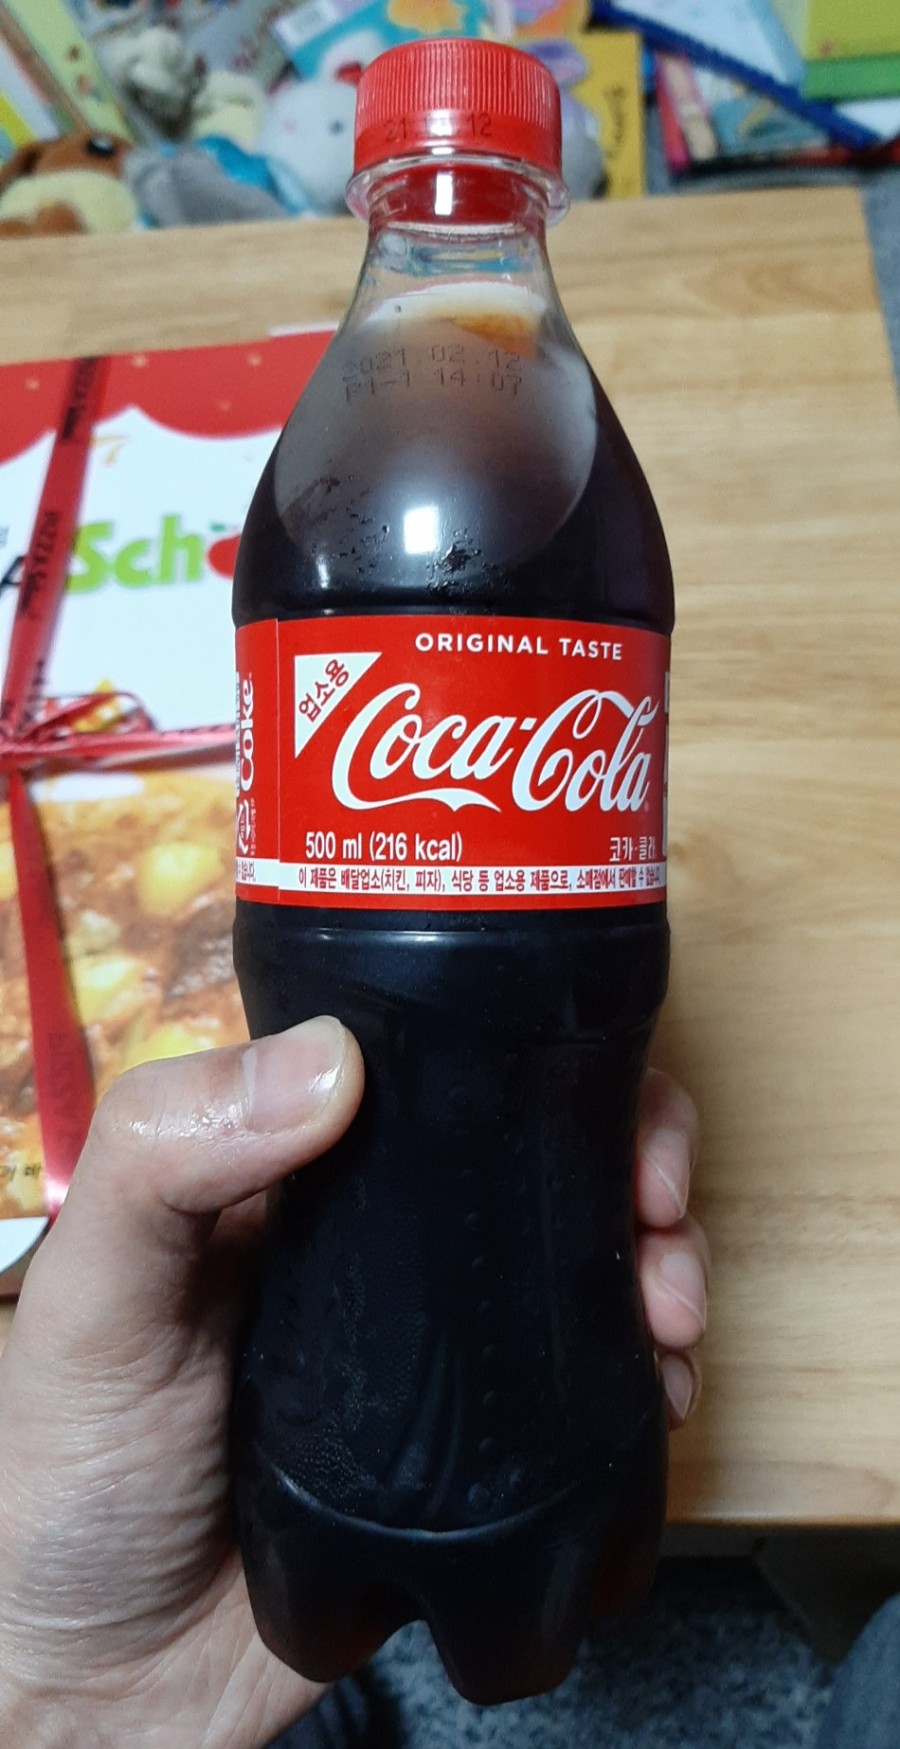 2021.02.12
F1-1 14:07
Sch
PIZZA
ORIGINAL TASTE
업소용
Coca-Cola
Coke
500 ml (216 kcal)
코카·콜라
이 제품은 배달업소(치킨, 피자), 식당 등 업소용 제품으로, 소매점에서 판매할 수 없습니다.